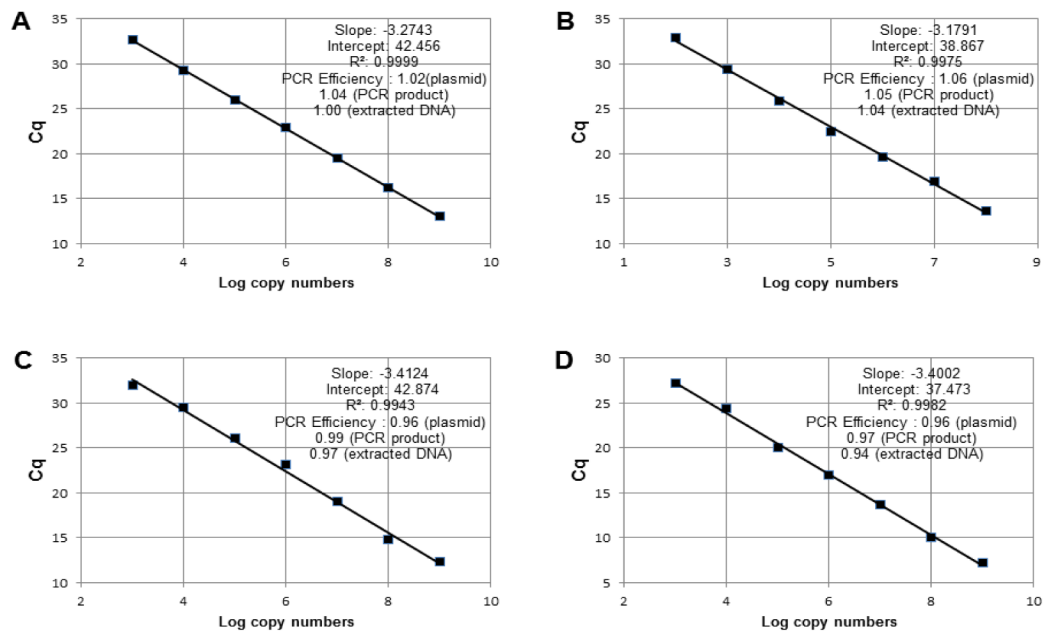 A
35
30
25
20
15
10
Cq
2
4
6
8
10
Log copy numbers
Slope: -3.2743
Intercept: 42.456
R²: 0.9999
PCR Efficiency : 1.02(plasmid)
1.04 (PCR product)
1.00 (extracted DNA)
B
35
30
25
20
15
10
Cq
1
3
5
7
9
Log copy numbers
Slope: -3.1791
Intercept: 38.867
R²: 0.9975
PCR Efficiency : 1.06 (plasmid)
1.05 (PCR product)
1.04 (extracted DNA)
C
35
30
25
20
15
10
Cq
2
4
6
8
10
Log copy numbers
Slope: -3.4124
Intercept: 42.874
R²: 0.9943
PCR Efficiency : 0.96 (plasmid)
0.99 (PCR product)
0.97 (extracted DNA)
D
30
25
20
15
10
5
Cq
2
4
6
8
10
Log copy numbers
Slope: -3.4002
Intercept: 37.473
R²: 0.9982
PCR Efficiency : 0.96 (plasmid)
0.97 (PCR product)
0.94 (extracted DNA)